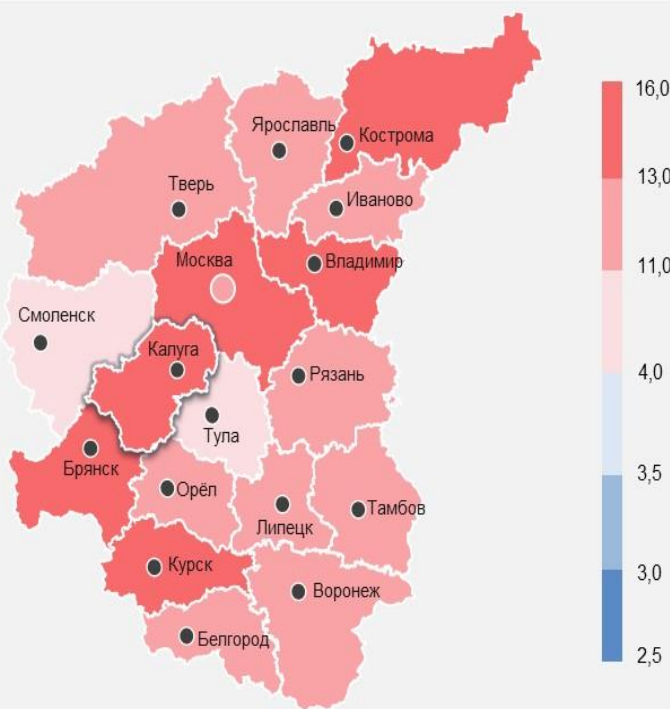 16,0
Ярославль
Кострома
13,0
Тверь
Иваново
Москва
Владимир
11,0
Смоленск
Калуга
4,0
Рязань
Тула
Брянск
3,5
Орёл
Липецк
Тамбов
Курск
3,0
Воронеж
Белгород
2,5